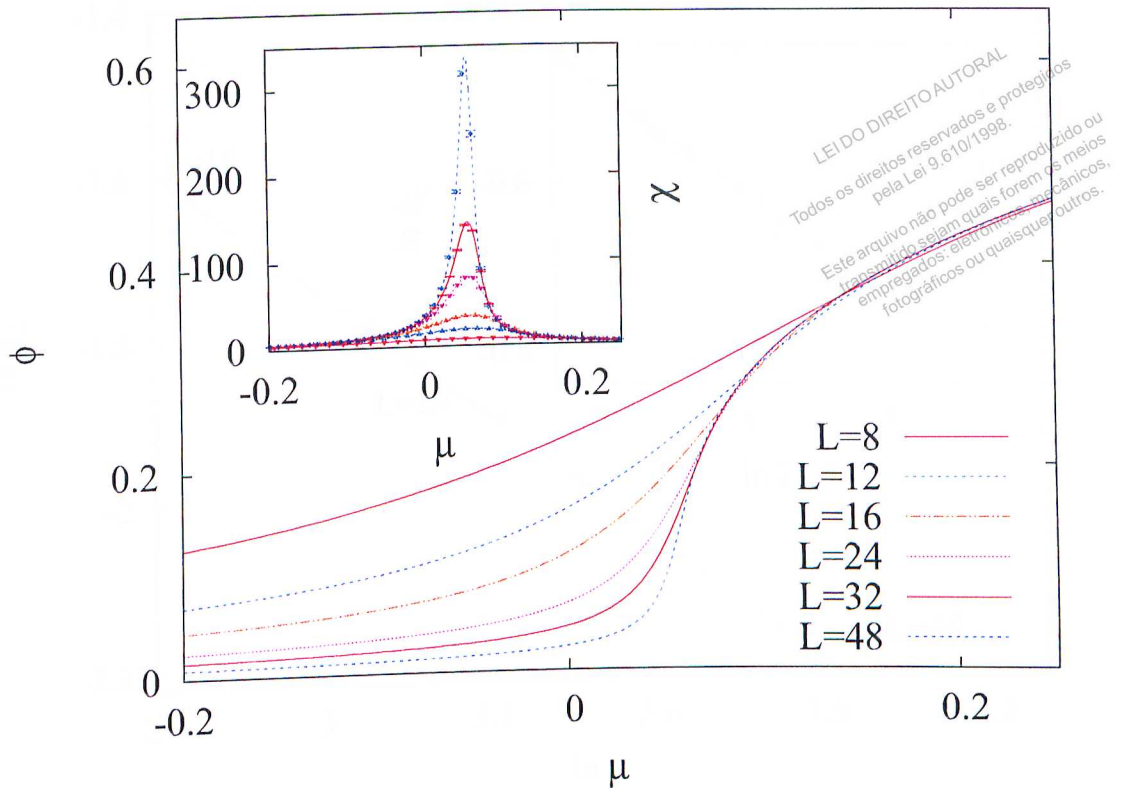 0.6
0.4
0.2
0
-0.2
0
0.2
ϕ
μ
300
200
100
0
-0.2
0
0.2
μ
χ
L=8
L=12
L=16
L=24
L=32
L=48
LEI DO DIREITO AUTORAL
Todos os direitos reservados e protegidos
pela Lei 9.610/1998.
Este arquivo não pode ser reproduzido ou
transmitido sejam quais forem os meios
empregados: eletrônicos, mecânicos,
fotográficos ou quaisquer outros.